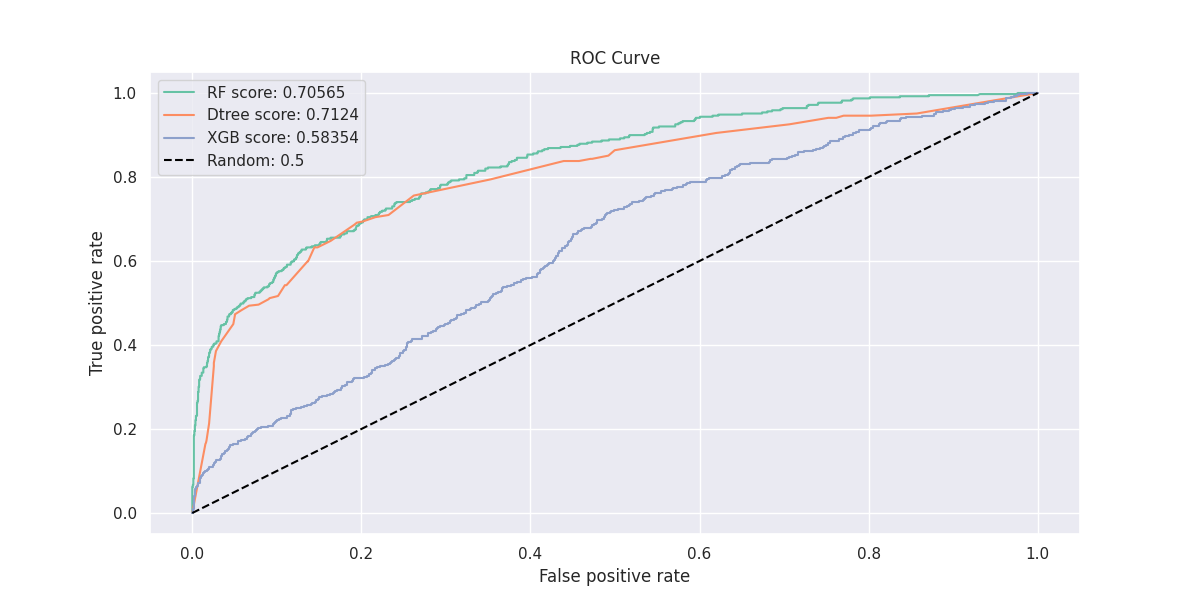 ROC Curve
RF score: 0.70565
Dtree score: 0.7124
XGB score: 0.58354
Random: 0.5
True positive rate
1.0
0.8
0.6
0.4
0.2
0.0
0.0 0.2 0.4 0.6 0.8 1.0
False positive rate